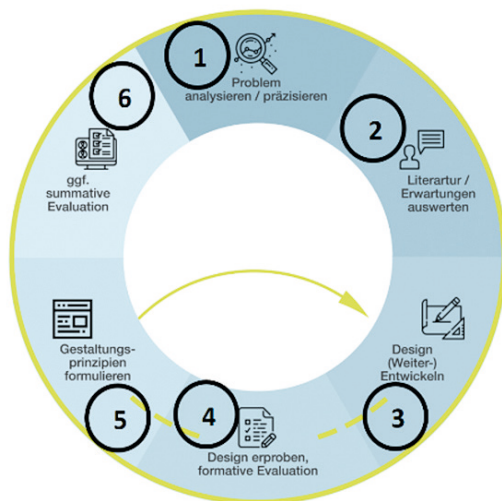 1
Problem
analysieren / präzisieren
2
Literartur /
Erwartungen
auswerten
3
Design
(Weiter-)
Entwickeln
4
Design erproben,
formative Evaluation
5
Gestaltungs-
prinzipien
formulieren
6
ggf.
summative
Evaluation